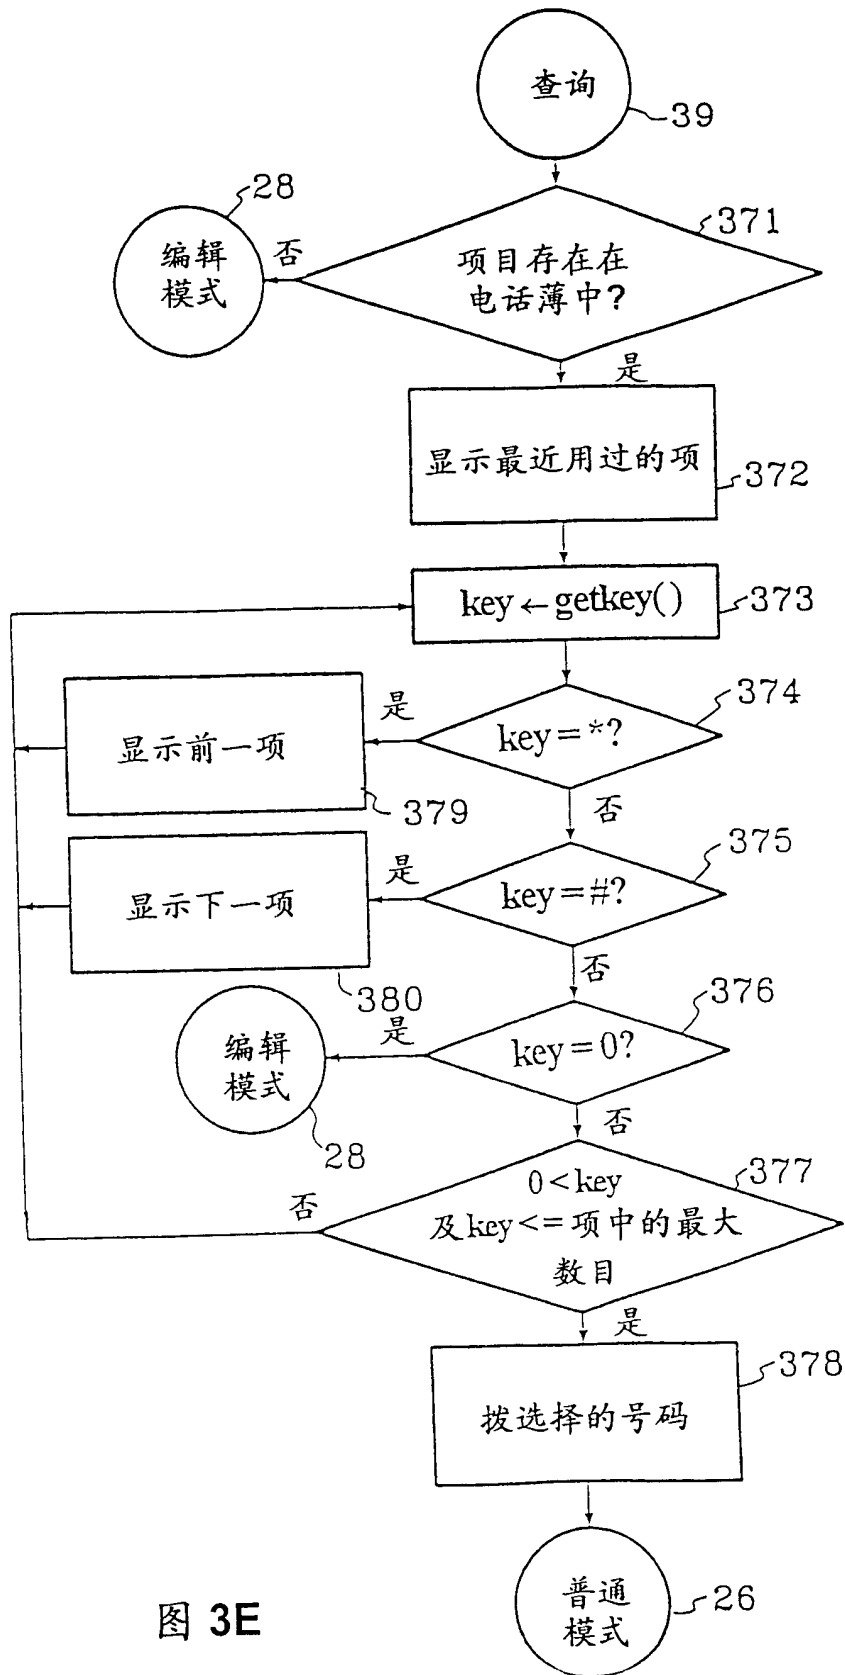 查询
39
28
编辑
模式
否
371
项目存在在
电话薄中?
是
显示最近用过的项
372
key←getkey()
373
374
key=*?
是
显示前一项
379
否
375
key=#?
是
显示下一项
380
否
376
key=0?
是
编辑
模式
28
否
377
0<key
及key<=项中的最大
数目
否
是
378
拨选择的号码
普通
模式
26
图 3E